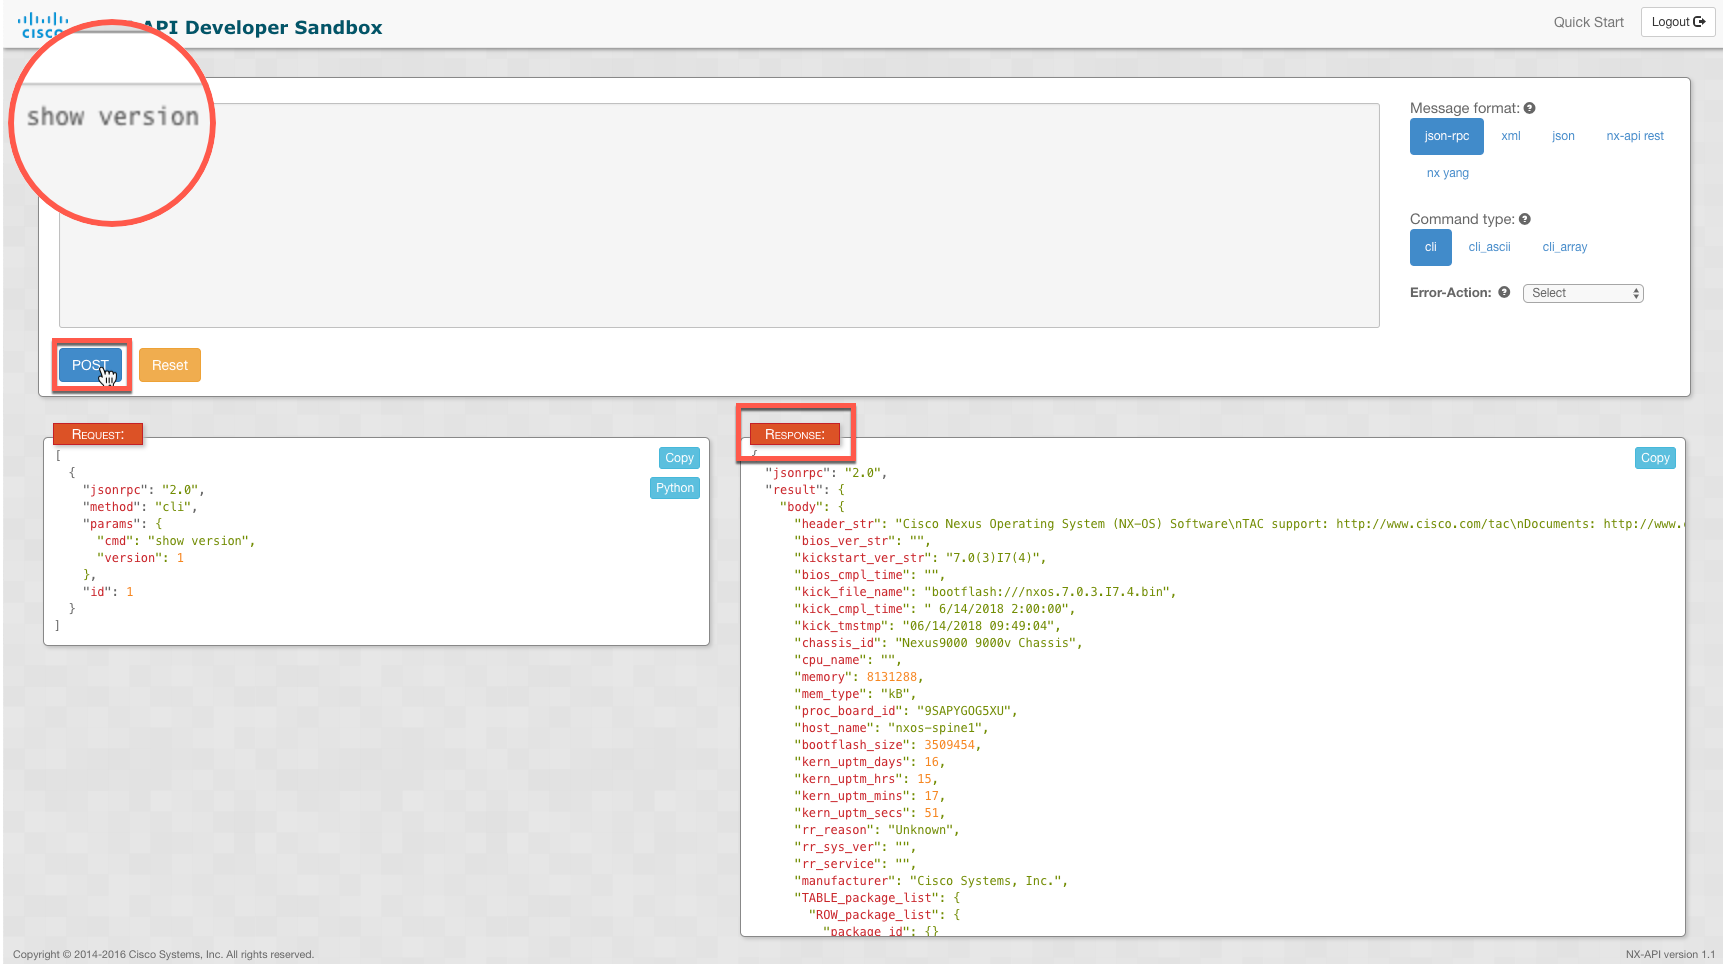 CISCO
API Developer Sandbox
Quick Start
Logout
show version
Message format:
json-rpc xml json nx-api rest
nx yang
Command type:
cli cli_ascii cli_array
Error-Action: Select
POST Reset
REQUEST:
Copy
Python
[
  {
    "jsonrpc": "2.0",
    "method": "cli",
    "params": {
      "cmd": "show version",
      "version": 1
    },
    "id": 1
  }
]
RESPONSE:
Copy
{
  "jsonrpc": "2.0",
  "result": {
    "body": {
      "header_str": "Cisco Nexus Operating System (NX-OS) Software\nTAC support: http://www.cisco.com/tac\nDocuments: http://www.
      "bios_ver_str": "",
      "kickstart_ver_str": "7.0(3)I7(4)",
      "bios_cmpl_time": "",
      "kick_file_name": "bootflash:///nxos.7.0.3.I7.4.bin",
      "kick_cmpl_time": " 6/14/2018 2:00:00",
      "kick_tmstmp": "06/14/2018 09:49:04",
      "chassis_id": "Nexus9000 9000v Chassis",
      "cpu_name": "",
      "memory": 8131288,
      "mem_type": "kB",
      "proc_board_id": "9SAPYGOG5XU",
      "host_name": "nxos-spine1",
      "bootflash_size": 3509454,
      "kern_uptm_days": 16,
      "kern_uptm_hrs": 15,
      "kern_uptm_mins": 17,
      "kern_uptm_secs": 51,
      "rr_reason": "Unknown",
      "rr_sys_ver": "",
      "rr_service": "",
      "manufacturer": "Cisco Systems, Inc.",
      "TABLE_package_list": {
        "ROW_package_list": {
          "package_id": {}
Copyright © 2014-2016 Cisco Systems, Inc. All rights reserved.
NX-API version 1.1